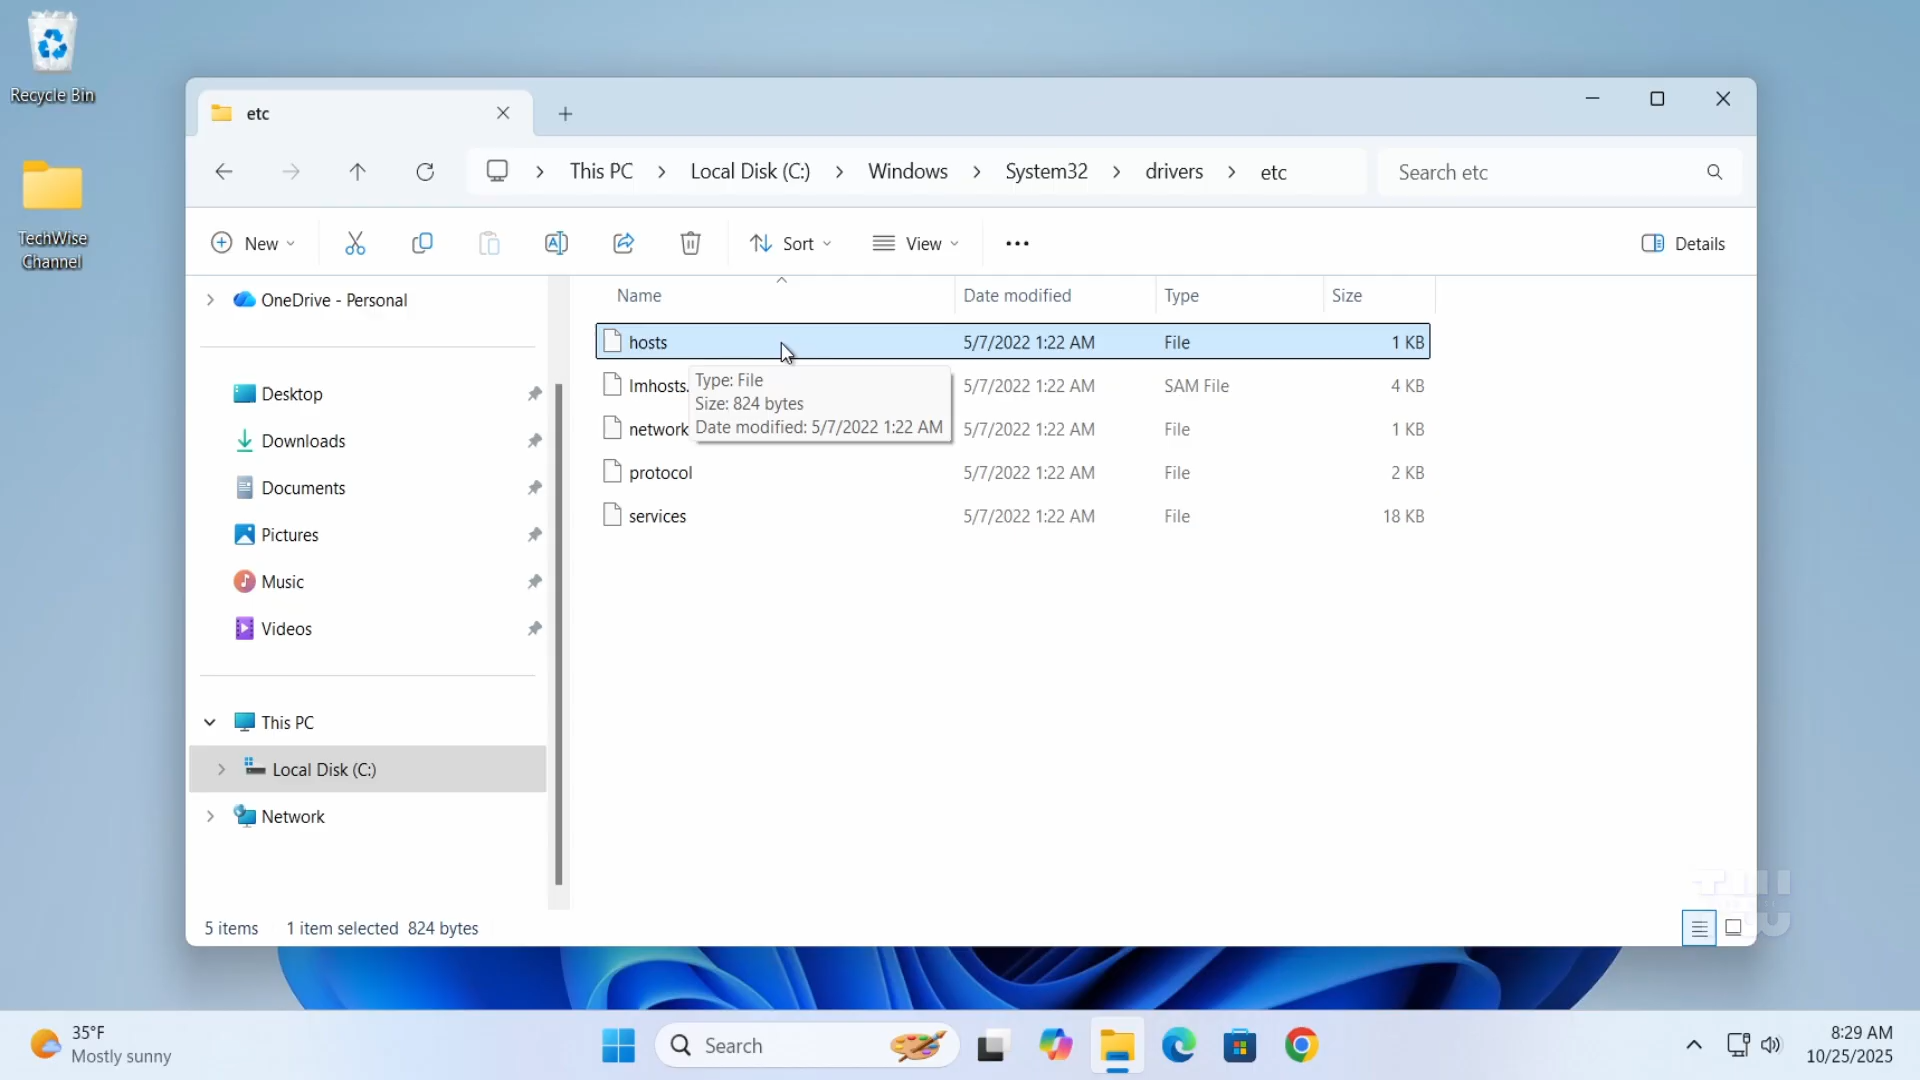 Recycle Bin
TechWise
Channel
etc
This PC
Local Disk (C:)
Windows
System32
drivers
etc
Search etc
New
Sort
View
Details
OneDrive - Personal
Desktop
Downloads
Documents
Pictures
Music
Videos
This PC
Local Disk (C:)
Network
Name Date modified Type Size
hosts 5/7/2022 1:22 AM File 1 KB
lmhosts. 5/7/2022 1:22 AM SAM File 4 KB
network 5/7/2022 1:22 AM File 1 KB
protocol 5/7/2022 1:22 AM File 2 KB
services 5/7/2022 1:22 AM File 18 KB
Type: File
Size: 824 bytes
Date modified: 5/7/2022 1:22 AM
5 items 1 item selected 824 bytes
35°F
Mostly sunny
Search
8:29 AM
10/25/2025